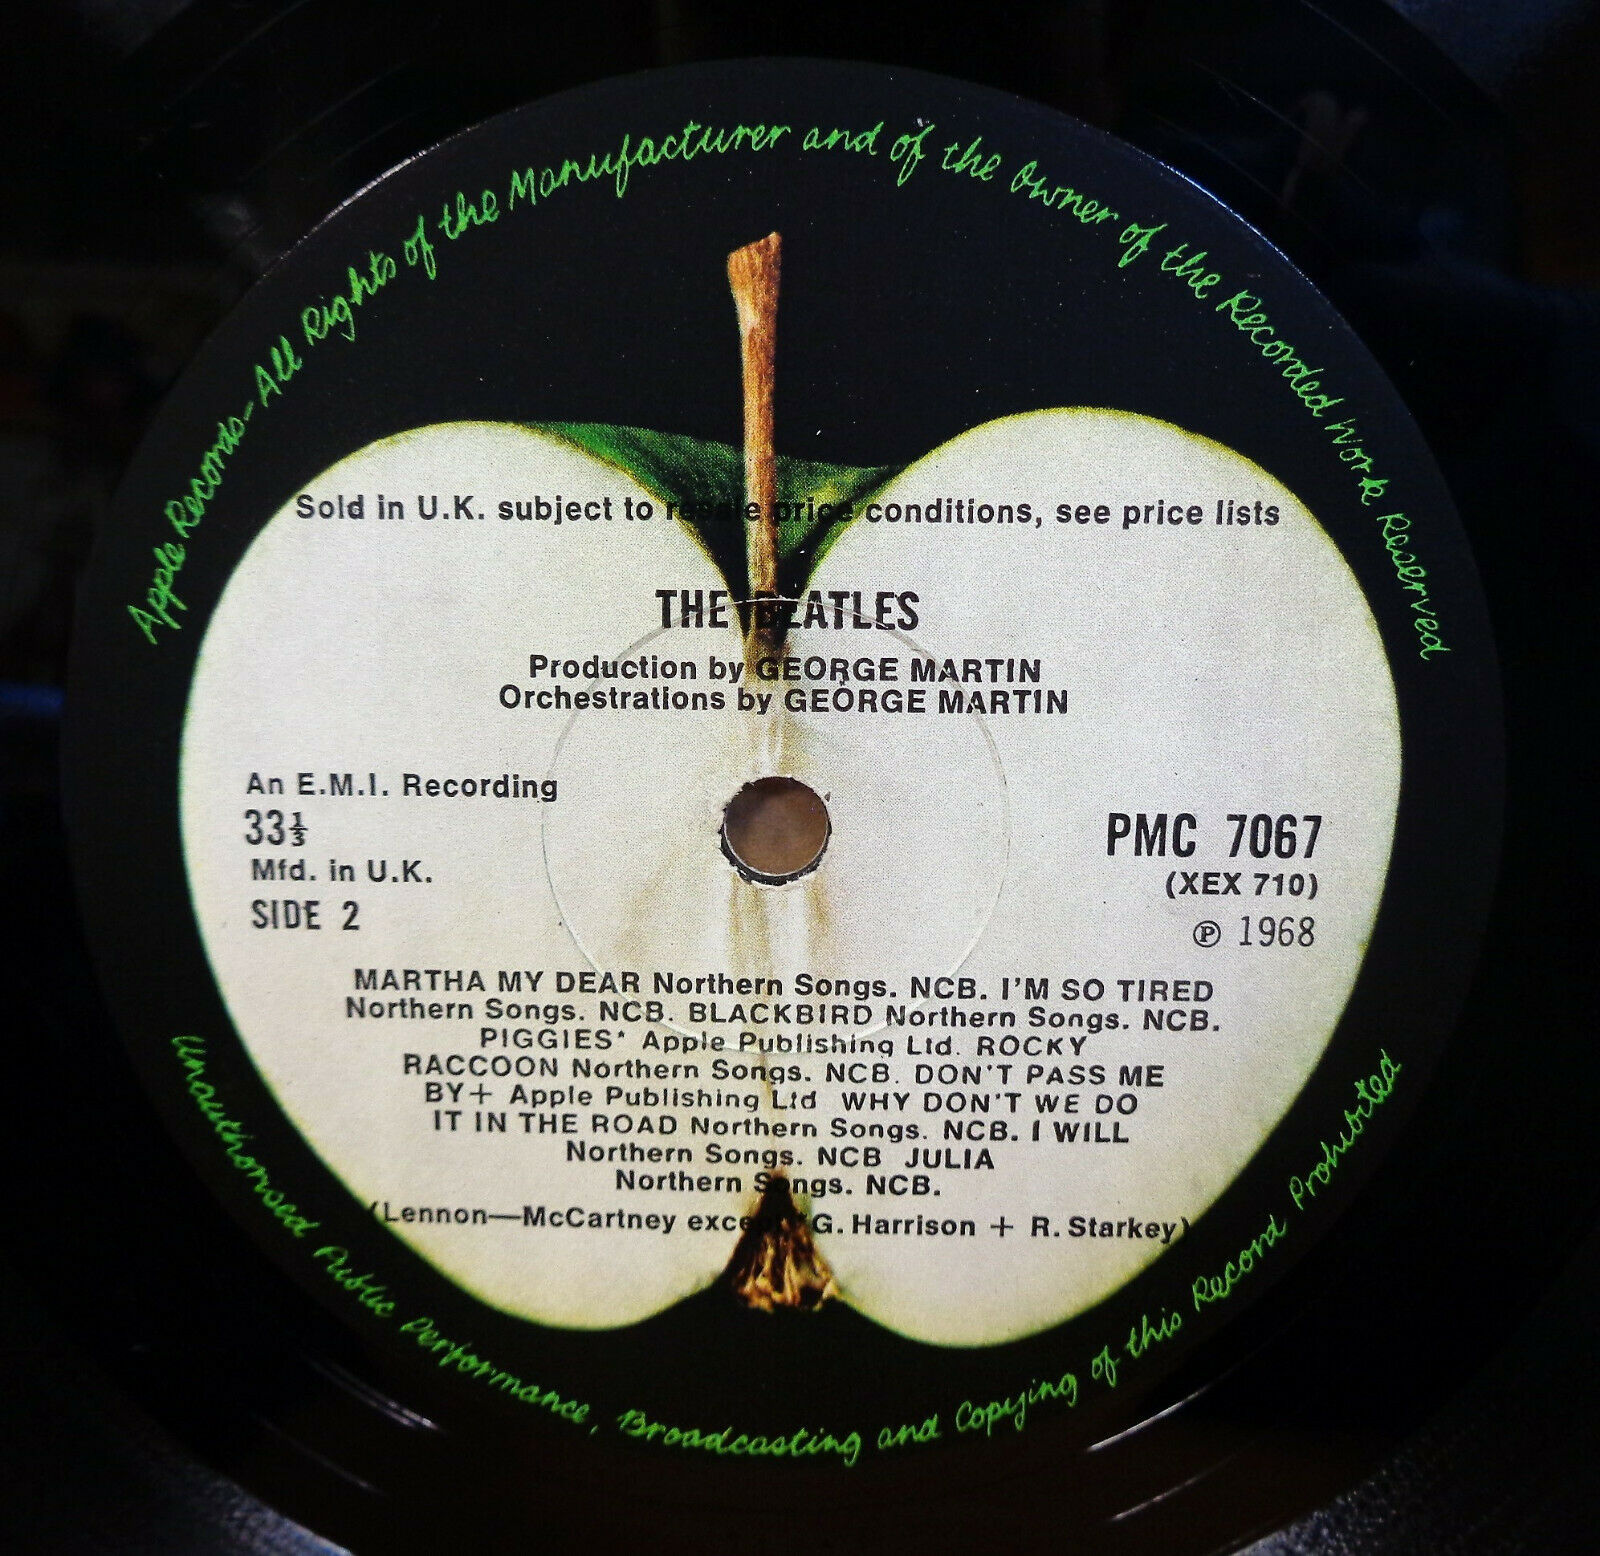 Apple Records - All Rights of the Manufacturer and of the Owner of the Recorded Work Reserved
Sold in U.K. subject to resale price conditions, see price lists
THE BEATLES
Production by GEORGE MARTIN
Orchestrations by GEORGE MARTIN
An E.M.I. Recording
33⅓
Mfd. in U.K.
SIDE 2
PMC 7067
(XEX 710)
℗ 1968
MARTHA MY DEAR Northern Songs. NCB. I'M SO TIRED
Northern Songs. NCB. BLACKBIRD Northern Songs. NCB.
PIGGIES* Apple Publishing Ltd. ROCKY
RACCOON Northern Songs. NCB. DON'T PASS ME
BY+ Apple Publishing Ltd WHY DON'T WE DO
IT IN THE ROAD Northern Songs. NCB. I WILL
Northern Songs. NCB JULIA
Northern Songs. NCB.
(Lennon—McCartney except *G. Harrison + R. Starkey)
Unauthorised Public Performance, Broadcasting and Copying of this Record Prohibited